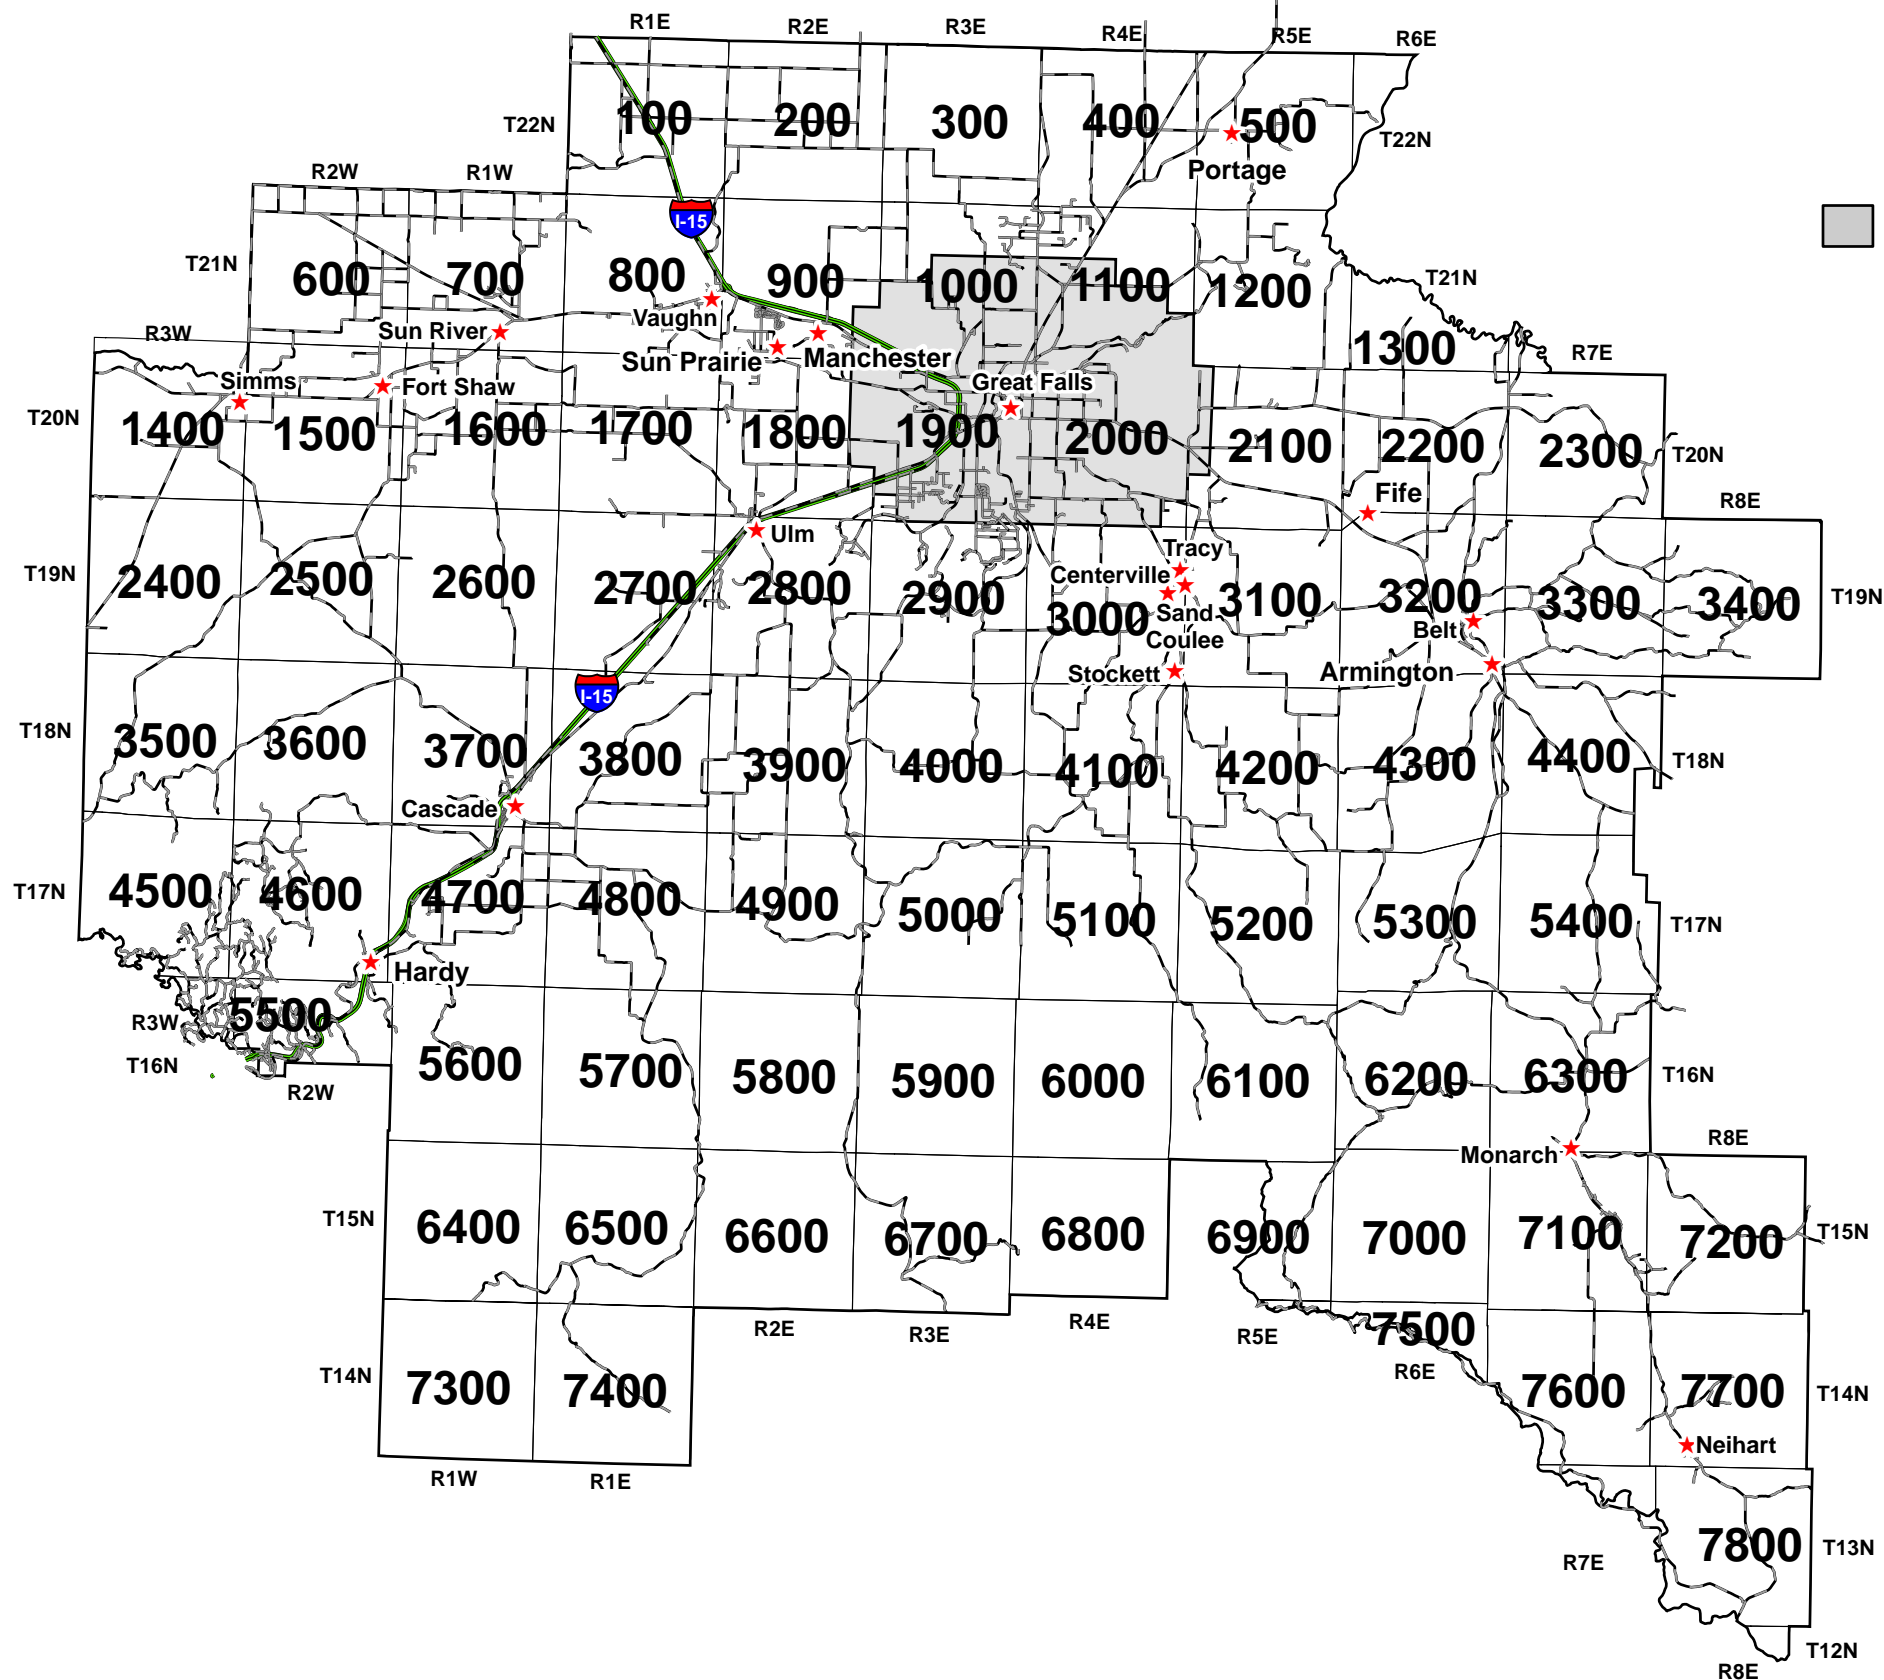 R1E
R2E
R3E
R4E
R5E
R6E
T22N
100
200
300
400
500
T22N
Portage
R2W
R1W
I-15
T21N
600
700
800
900
1000
1100
1200
T21N
Vaughn
Sun River
R3W
Sun Prairie
Manchester
1300
R7E
Simms
Fort Shaw
Great Falls
T20N
1400
1500
1600
1700
1800
1900
2000
2100
2200
2300
T20N
Fife
R8E
Ulm
Tracy
T19N
2400
2500
2600
2700
2800
2900
Centerville
3000
Sand
Coulee
3100
3200
3300
3400
T19N
Belt
Stockett
Armington
I-15
T18N
3500
3600
3700
3800
3900
4000
4100
4200
4300
4400
T18N
Cascade
T17N
4500
4600
4700
4800
4900
5000
5100
5200
5300
5400
T17N
Hardy
R3W
5500
T16N
R2W
5600
5700
5800
5900
6000
6100
6200
6300
T16N
Monarch
R8E
T15N
6400
6500
6600
6700
6800
6900
7000
7100
7200
T15N
R2E
R3E
R4E
R5E
7500
R6E
T14N
7300
7400
7600
7700
T14N
Neihart
R1W
R1E
7800
T13N
R7E
T12N
R8E